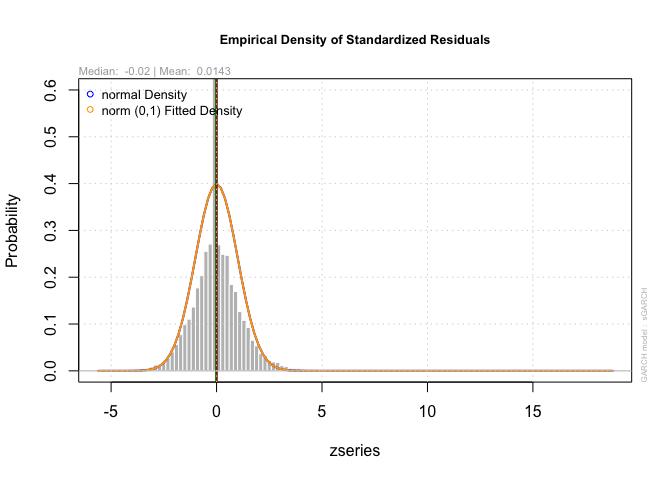 Empirical Density of Standardized Residuals
Median: -0.02 | Mean: 0.0143
normal Density
norm (0,1) Fitted Density
Probability
0.6
0.5
0.4
0.3
0.2
0.1
0.0
-5 0 5 10 15
zseries
GARCH model : sGARCH